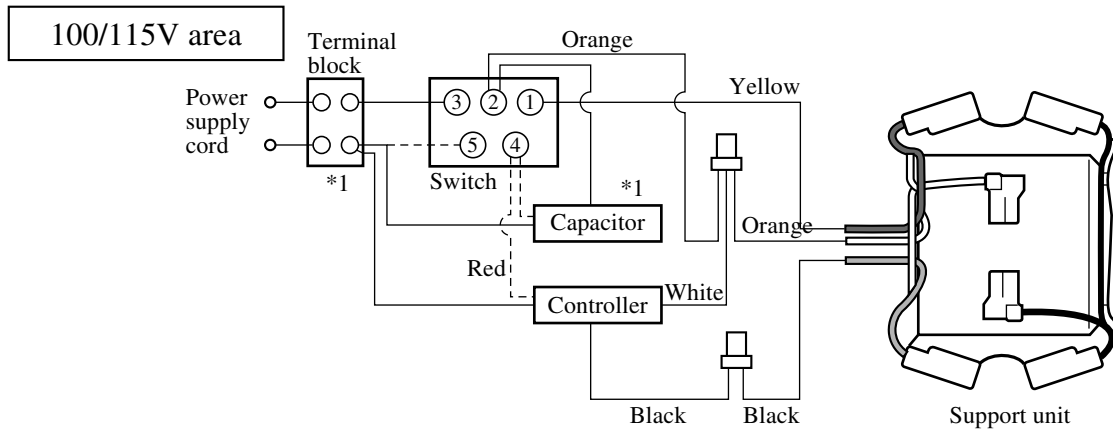 100/115V area
Terminal
block
Orange
Yellow
Power
supply
cord
3
2
1
5
4
*1
Switch
*1
Capacitor
Orange
Red
Controller
White
Black
Black
Support unit